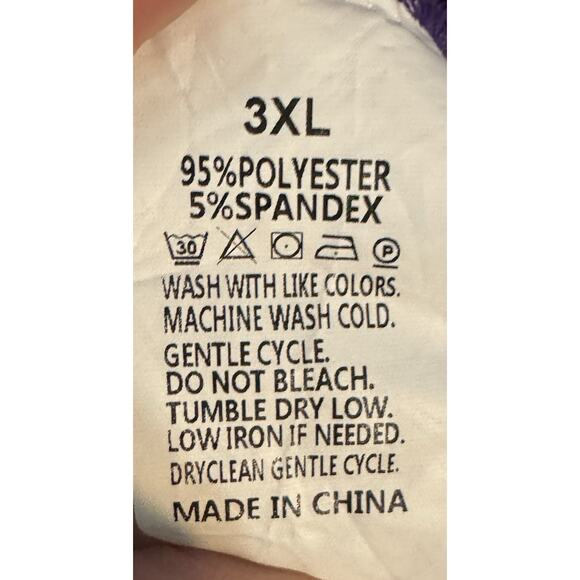 3XL
95%POLYESTER
5%SPANDEX
30 P
WASH WITH LIKE COLORS.
MACHINE WASH COLD.
GENTLE CYCLE.
DO NOT BLEACH.
TUMBLE DRY LOW.
LOW IRON IF NEEDED.
DRYCLEAN GENTLE CYCLE.
MADE IN CHINA